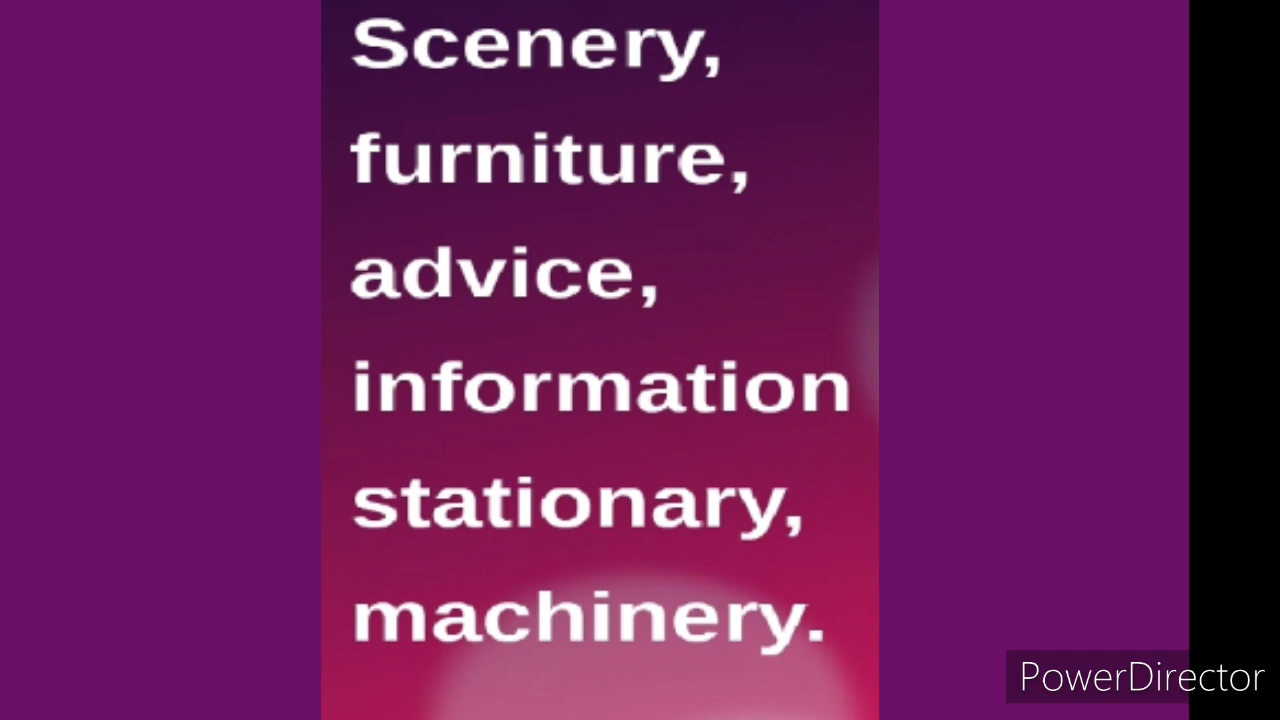 Scenery,
furniture,
advice,
information
stationary,
machinery.
PowerDirector